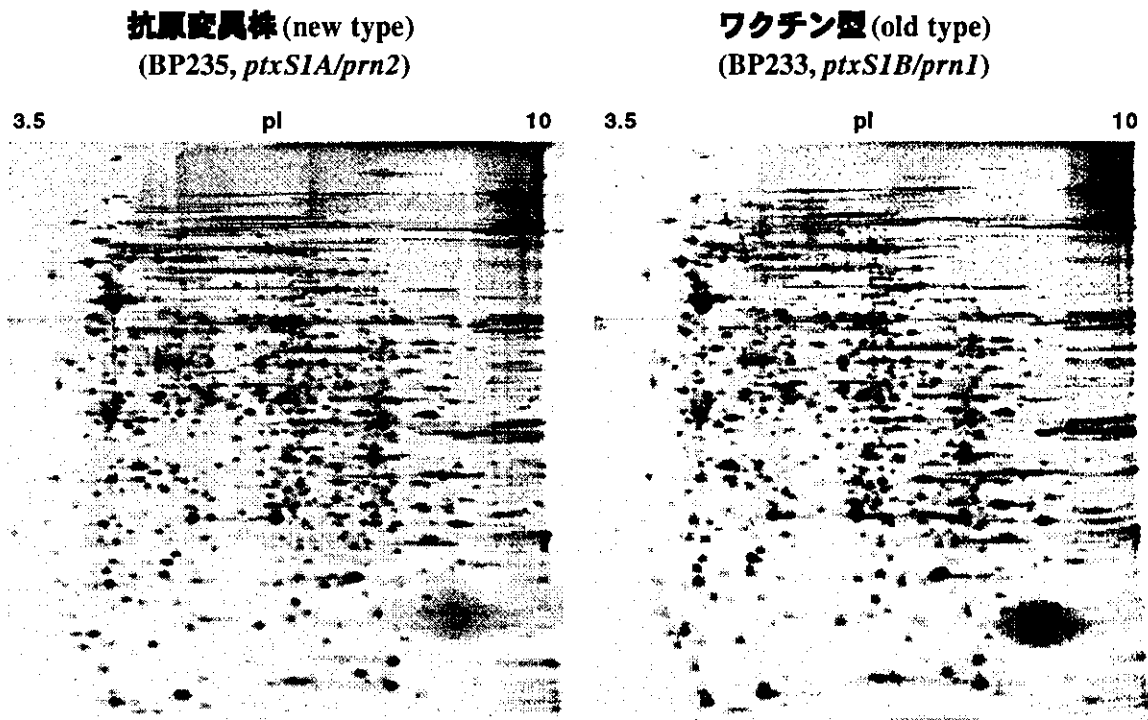 抗原変異株 (new type)
(BP235, ptxS1A/prn2)
3.5 pI 10
ワクチン型 (old type)
(BP233, ptxS1B/prn1)
3.5 pI 10